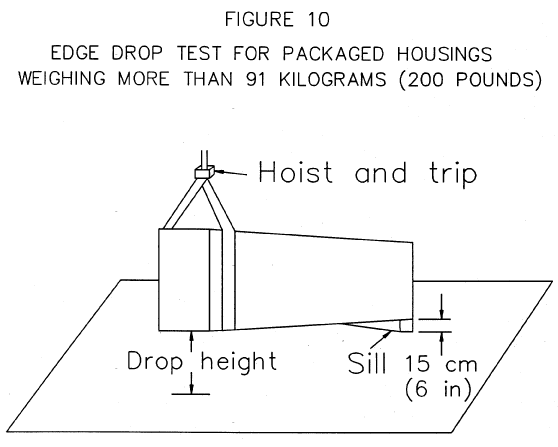 FIGURE 10
EDGE DROP TEST FOR PACKAGED HOUSINGS
WEIGHING MORE THAN 91 KILOGRAMS (200 POUNDS)
Hoist and trip
Drop height
Sill 15 cm
(6 in)